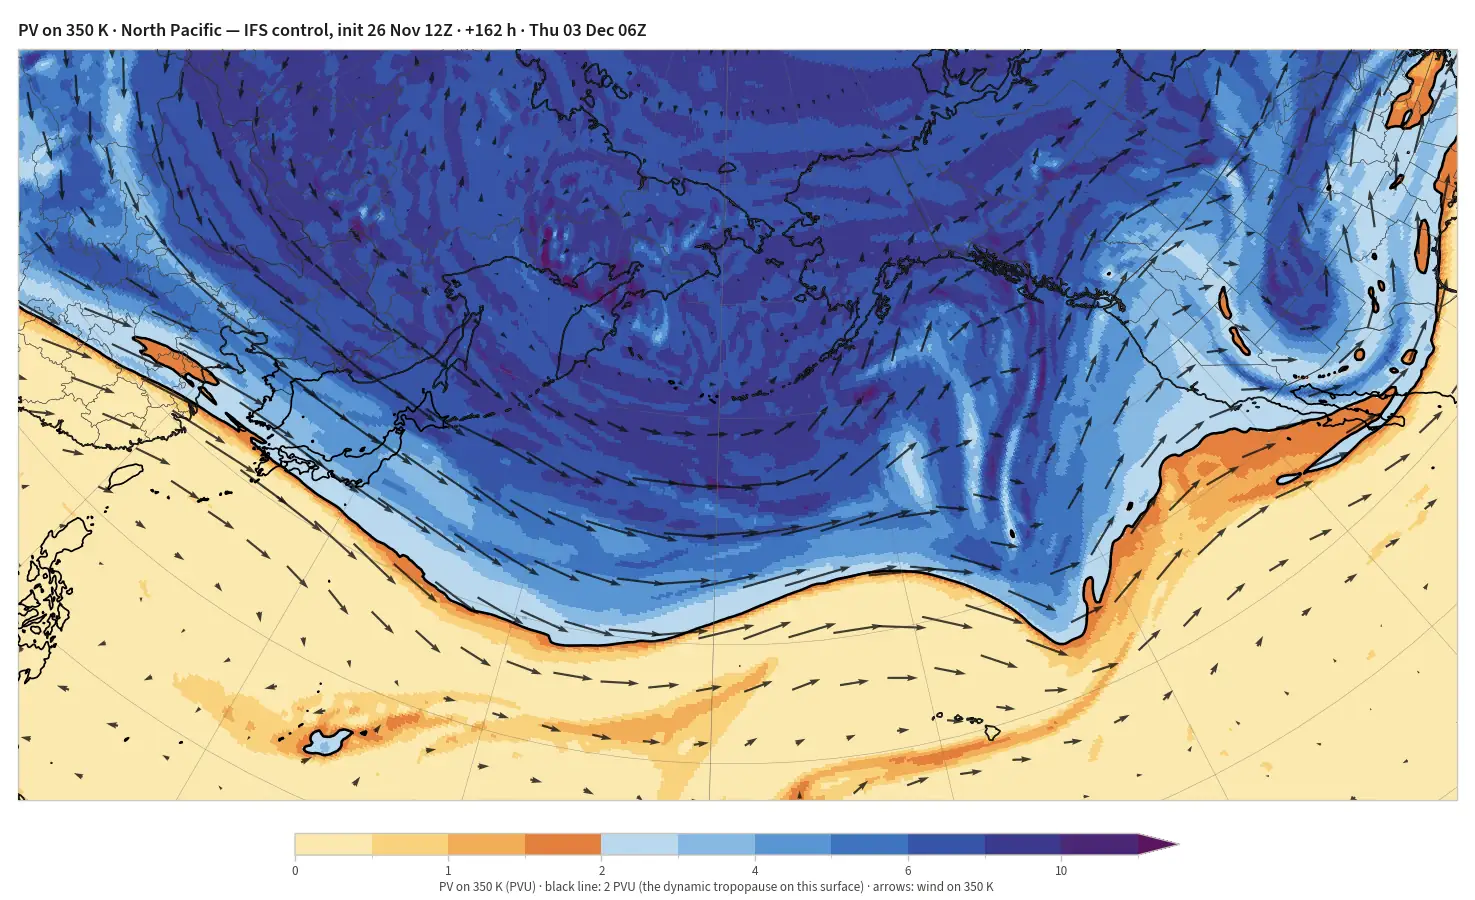 PV on 350 K · North Pacific — IFS control, init 26 Nov 12Z · +162 h · Thu 03 Dec 06Z
0 1 2 4 6 10
PV on 350 K (PVU) · black line: 2 PVU (the dynamic tropopause on this surface) · arrows: wind on 350 K